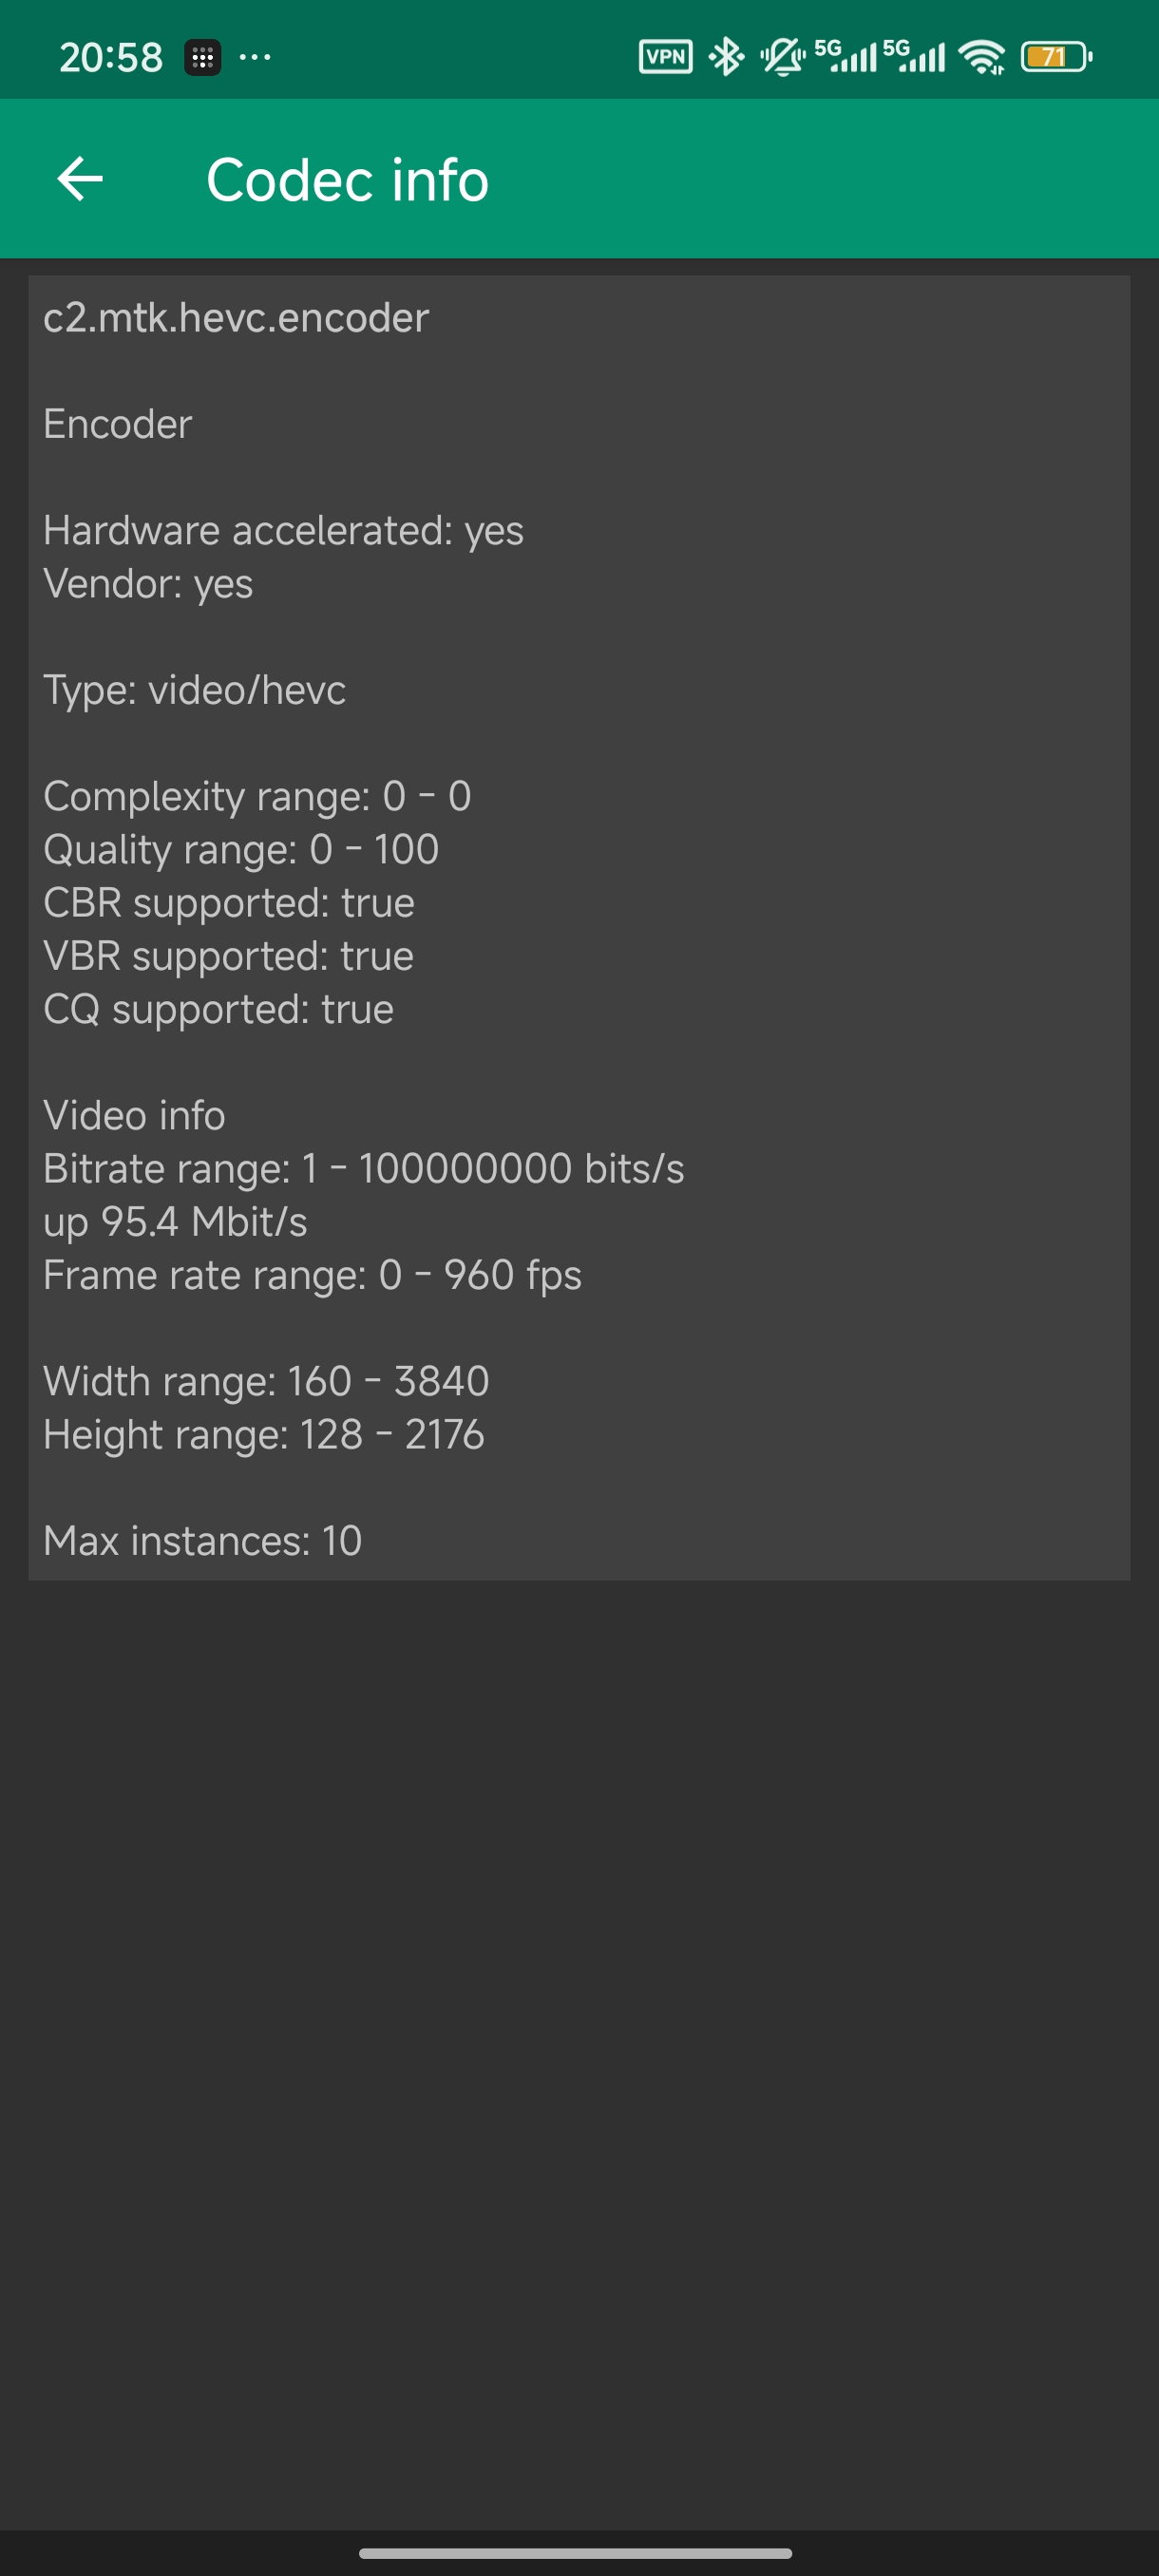 20:58 ... VPN 5G 5G 71
Codec info
c2.mtk.hevc.encoder
Encoder
Hardware accelerated: yes
Vendor: yes
Type: video/hevc
Complexity range: 0 - 0
Quality range: 0 - 100
CBR supported: true
VBR supported: true
CQ supported: true
Video info
Bitrate range: 1 - 100000000 bits/s
up 95.4 Mbit/s
Frame rate range: 0 - 960 fps
Width range: 160 - 3840
Height range: 128 - 2176
Max instances: 10